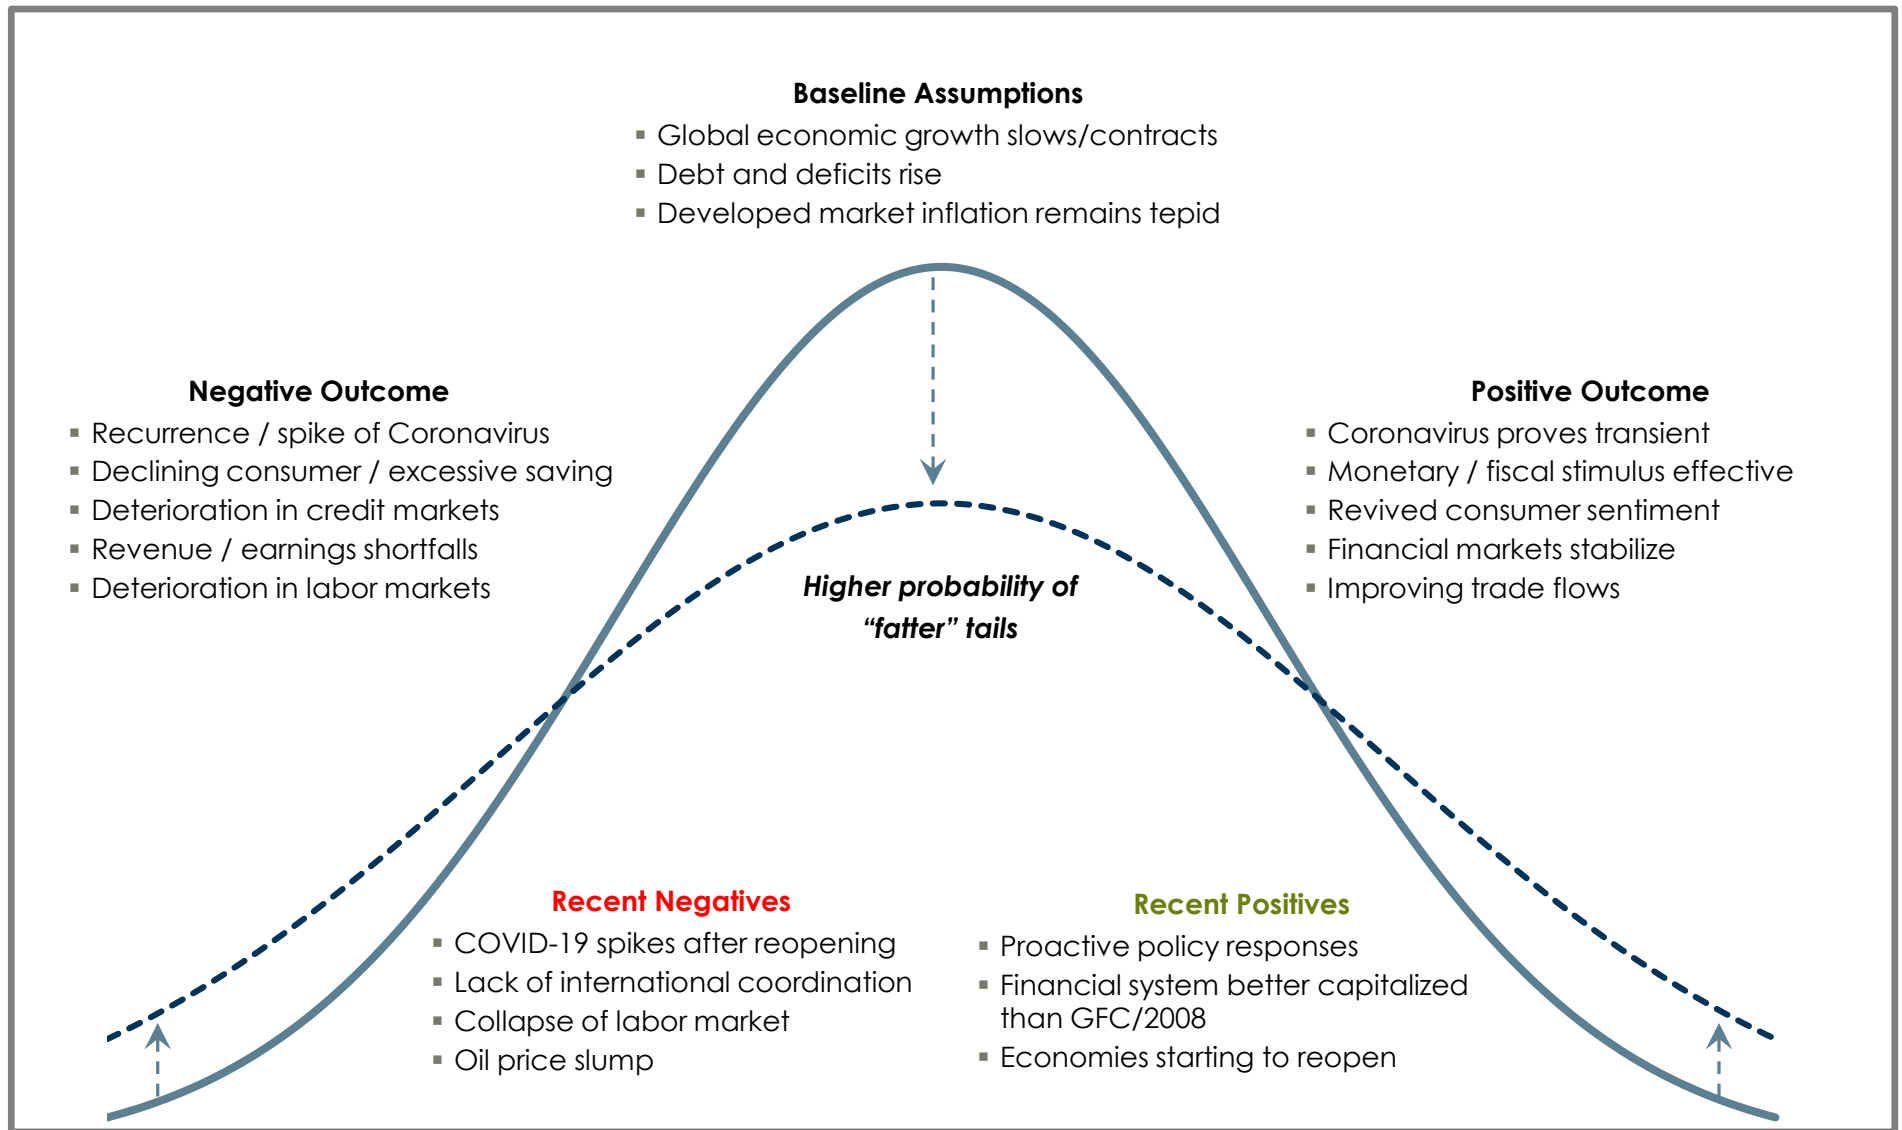 Baseline Assumptions
▪ Global economic growth slows/contracts
▪ Debt and deficits rise
▪ Developed market inflation remains tepid
Negative Outcome
▪ Recurrence / spike of Coronavirus
▪ Declining consumer / excessive saving
▪ Deterioration in credit markets
▪ Revenue / earnings shortfalls
▪ Deterioration in labor markets
Positive Outcome
▪ Coronavirus proves transient
▪ Monetary / fiscal stimulus effective
▪ Revived consumer sentiment
▪ Financial markets stabilize
▪ Improving trade flows
Higher probability of
“fatter” tails
Recent Negatives
▪ COVID-19 spikes after reopening
▪ Lack of international coordination
▪ Collapse of labor market
▪ Oil price slump
Recent Positives
▪ Proactive policy responses
▪ Financial system better capitalized
than GFC/2008
▪ Economies starting to reopen